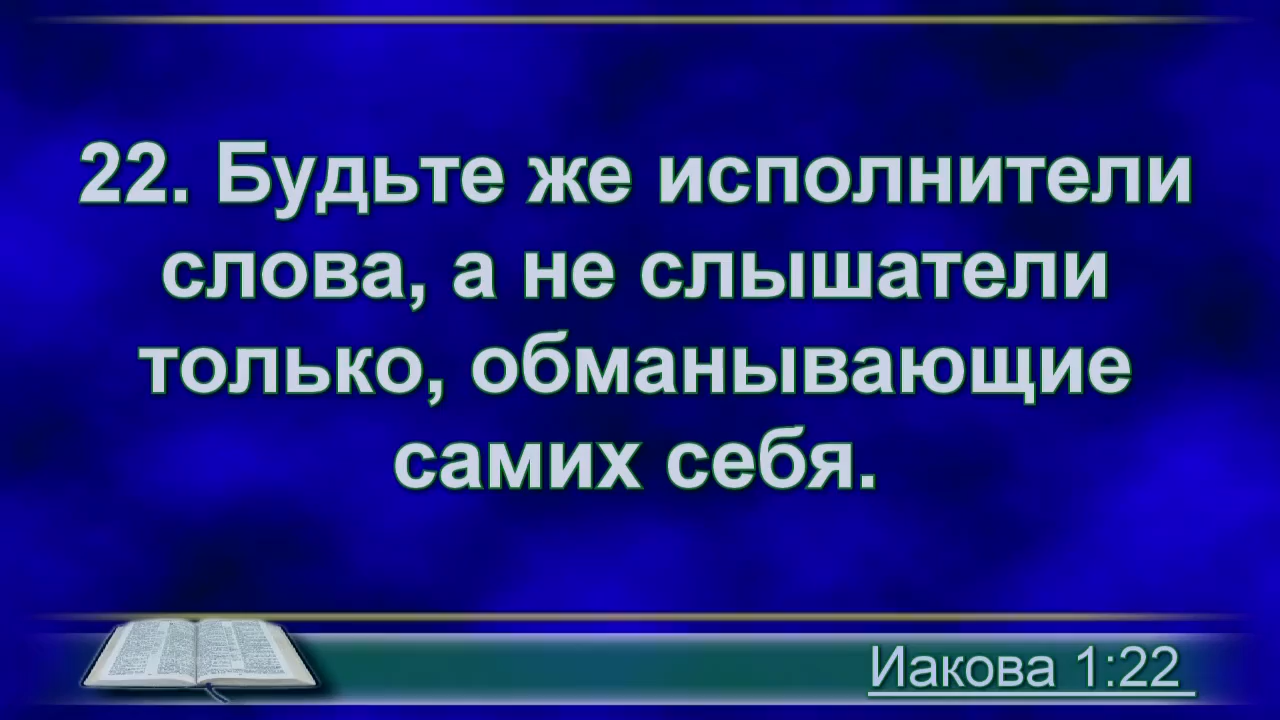 22. Будьте же исполнители
слова, а не слышатели
только, обманывающие
самих себя.
Иакова 1:22